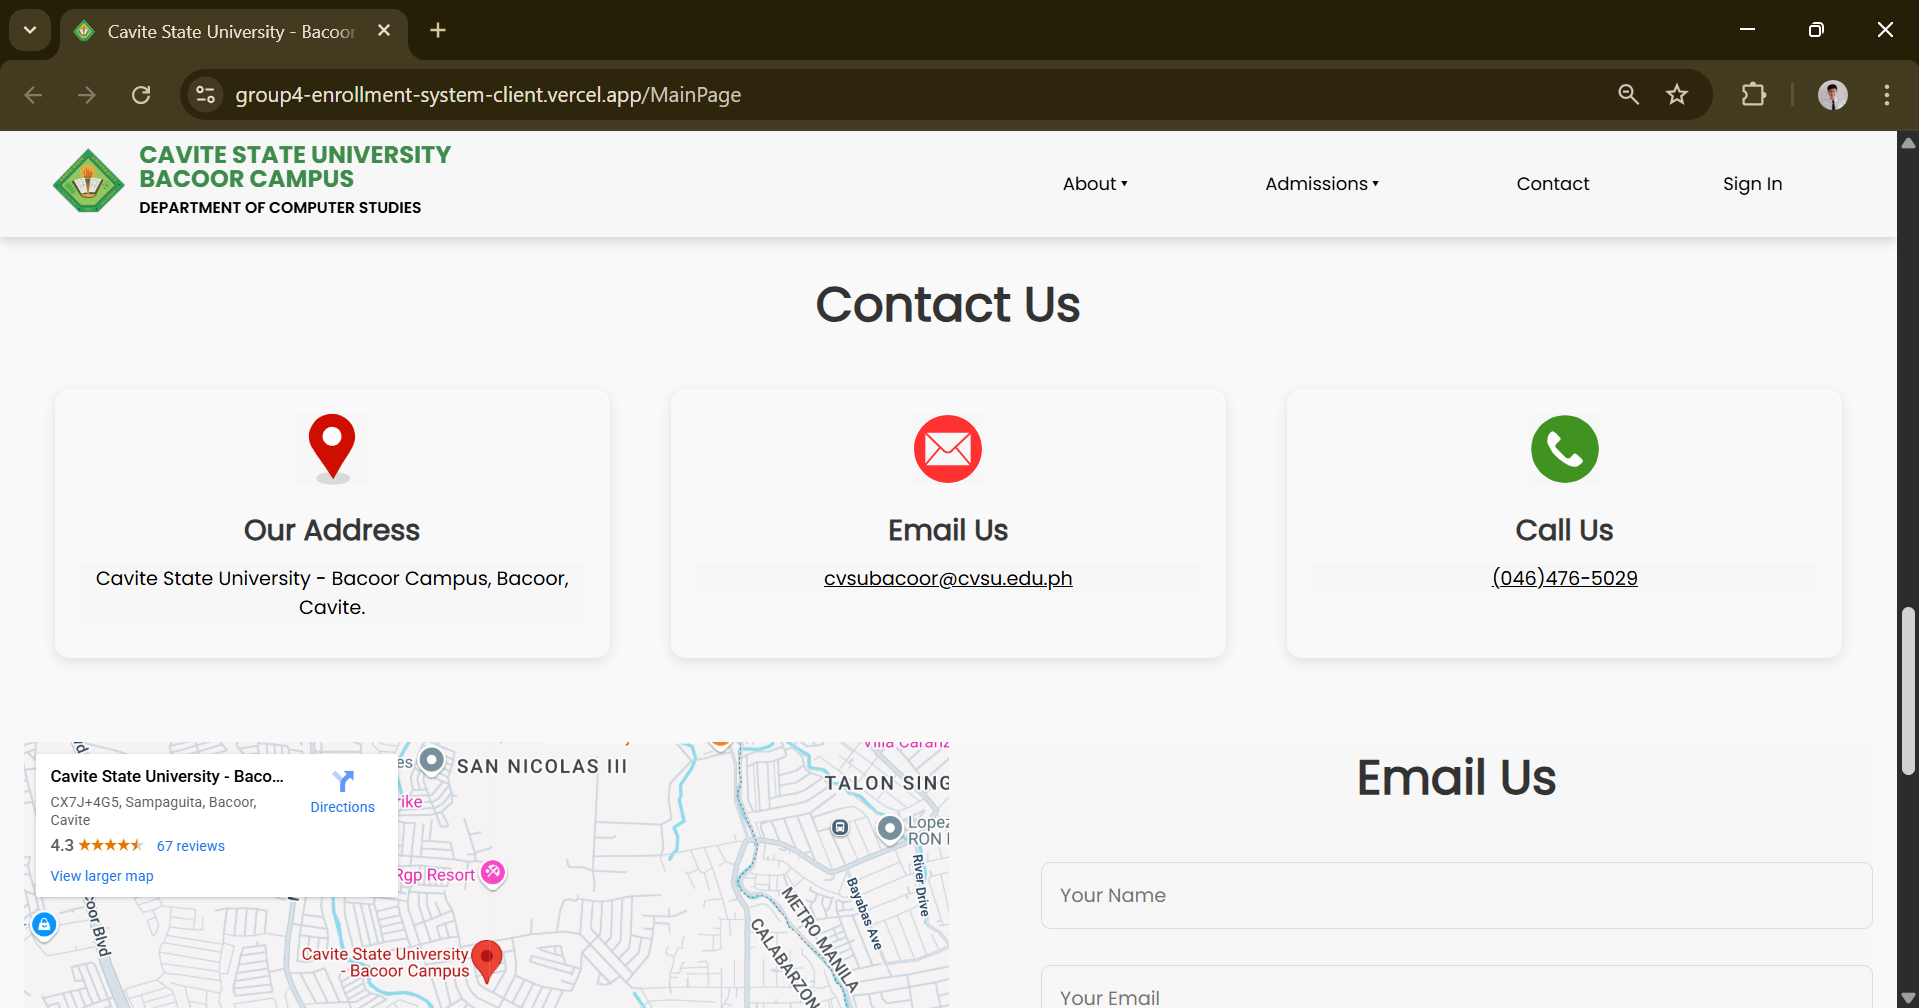 Cavite State University - Bacoor
group4-enrollment-system-client.vercel.app/MainPage
CAVITE STATE UNIVERSITY
BACOOR CAMPUS
DEPARTMENT OF COMPUTER STUDIES
About ▾
Admissions ▾
Contact
Sign In
Contact Us
Our Address
Cavite State University - Bacoor Campus, Bacoor,
Cavite.
Email Us
cvsubacoor@cvsu.edu.ph
Call Us
(046)476-5029
Cavite State University - Baco...
CX7J+4G5, Sampaguita, Bacoor,
Cavite
4.3 ★★★★★ 67 reviews
View larger map
Directions
SAN NICOLAS III
TALON SING
Lopez
RON
River Drive
Bayabas Ave
METRO MANILA
CALABARZON
Rgp Resort
oor Blvd
Cavite State University
- Bacoor Campus
Email Us
Your Name
Your Email